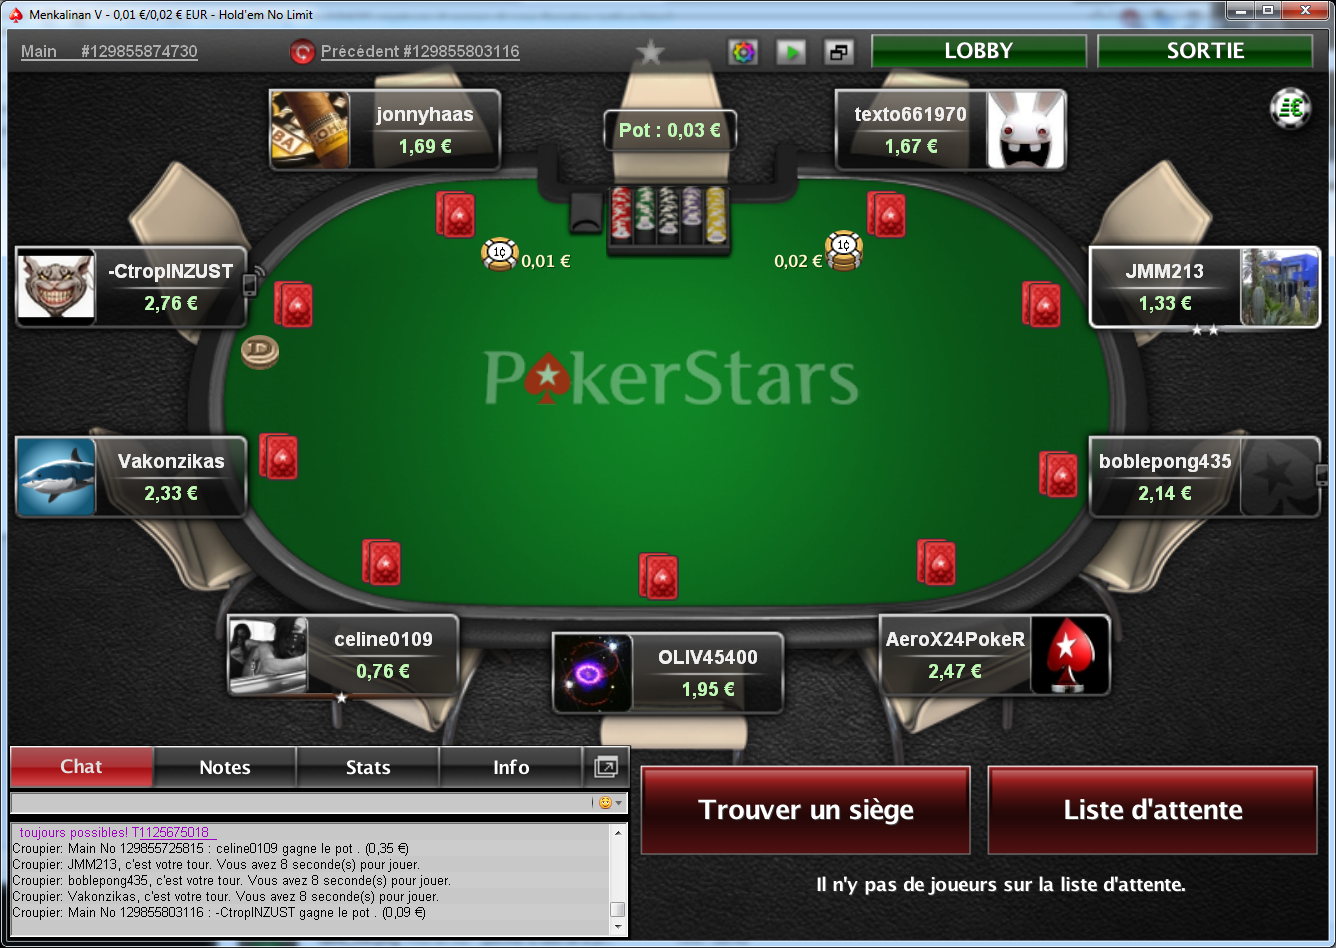 Menkalinan V - 0,01 €/0,02 € EUR - Hold'em No Limit
Main #129855874730
Précédent #129855803116
LOBBY
SORTIE
jonnyhaas
1,69 €
Pot : 0,03 €
texto661970
1,67 €
-CtropINZUST
2,76 €
1¢
0,01 €
0,02 €
1¢
JMM213
1,33 €
D
PokerStars
Vakonzikas
2,33 €
boblepong435
2,14 €
celine0109
0,76 €
OLIV45400
1,95 €
AeroX24PokeR
2,47 €
Chat
Notes
Stats
Info
toujours possibles! T1125675018
Croupier: Main No 129855725815 : celine0109 gagne le pot . (0,35 €)
Croupier: JMM213, c'est votre tour. Vous avez 8 seconde(s) pour jouer.
Croupier: boblepong435, c'est votre tour. Vous avez 8 seconde(s) pour jouer.
Croupier: Vakonzikas, c'est votre tour. Vous avez 8 seconde(s) pour jouer.
Croupier: Main No 129855803116 : -CtropINZUST gagne le pot . (0,09 €)
Trouver un siège
Liste d'attente
Il n'y pas de joueurs sur la liste d'attente.